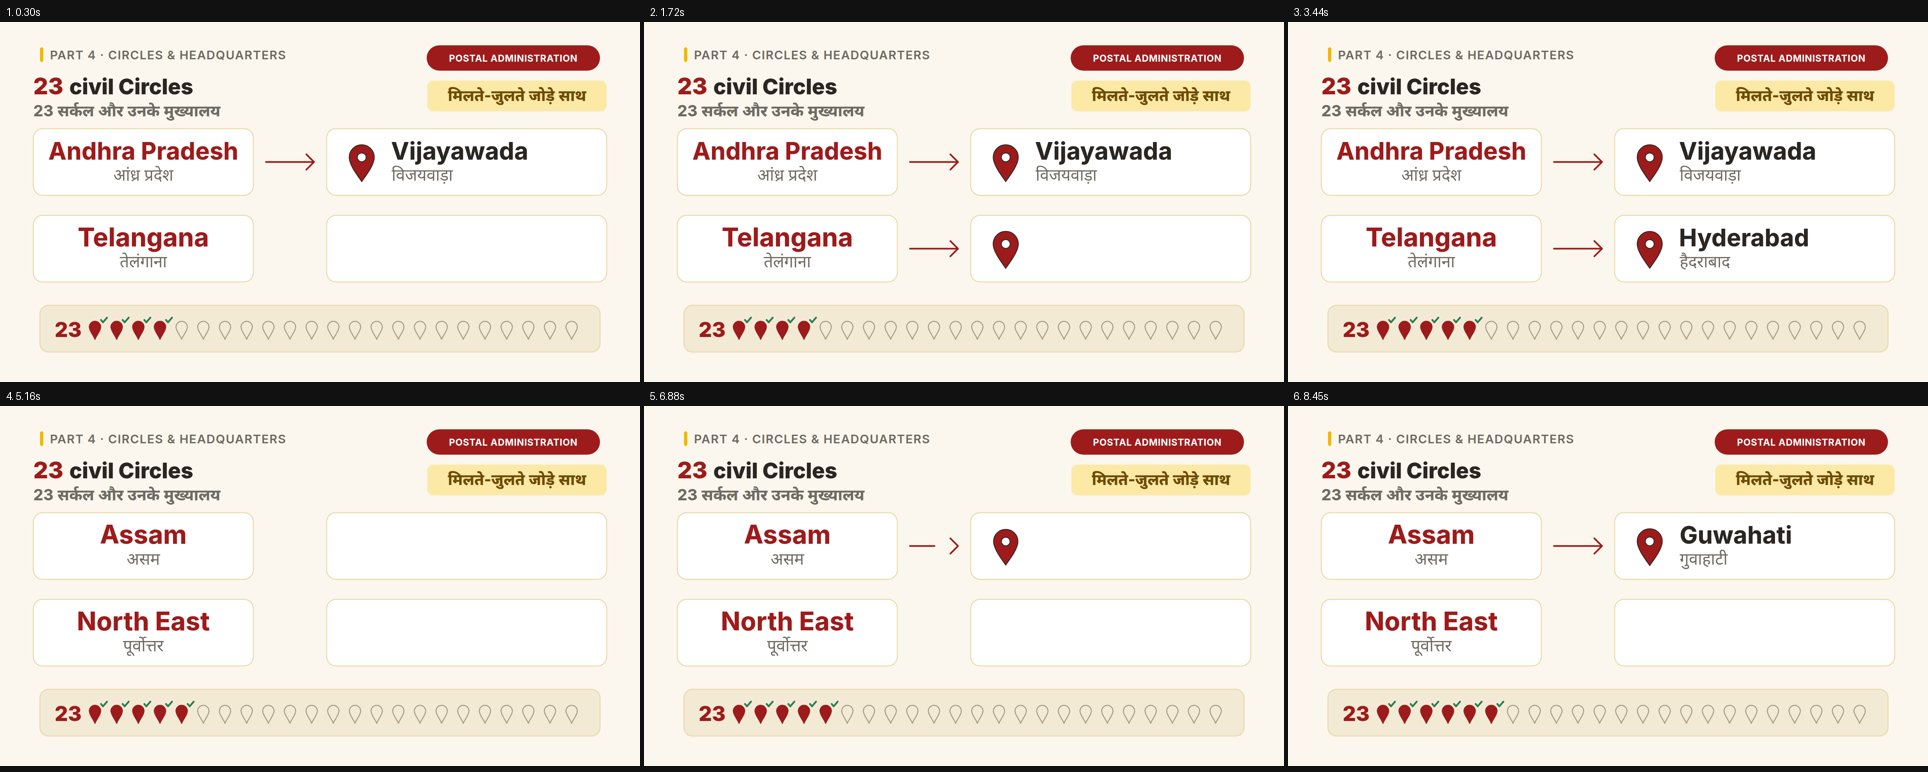 1. 0.30s
PART 4 · CIRCLES & HEADQUARTERS
POSTAL ADMINISTRATION
23 civil Circles
मिलते-जुलते जोड़े साथ
23 सर्कल और उनके मुख्यालय
Andhra Pradesh
आंध्र प्रदेश
Vijayawada
विजयवाड़ा
Telangana
तेलंगाना
23
2. 1.72s
PART 4 · CIRCLES & HEADQUARTERS
POSTAL ADMINISTRATION
23 civil Circles
मिलते-जुलते जोड़े साथ
23 सर्कल और उनके मुख्यालय
Andhra Pradesh
आंध्र प्रदेश
Vijayawada
विजयवाड़ा
Telangana
तेलंगाना
23
3. 3.44s
PART 4 · CIRCLES & HEADQUARTERS
POSTAL ADMINISTRATION
23 civil Circles
मिलते-जुलते जोड़े साथ
23 सर्कल और उनके मुख्यालय
Andhra Pradesh
आंध्र प्रदेश
Vijayawada
विजयवाड़ा
Telangana
तेलंगाना
Hyderabad
हैदराबाद
23
4. 5.16s
PART 4 · CIRCLES & HEADQUARTERS
POSTAL ADMINISTRATION
23 civil Circles
मिलते-जुलते जोड़े साथ
23 सर्कल और उनके मुख्यालय
Assam
असम
North East
पूर्वोत्तर
23
5. 6.88s
PART 4 · CIRCLES & HEADQUARTERS
POSTAL ADMINISTRATION
23 civil Circles
मिलते-जुलते जोड़े साथ
23 सर्कल और उनके मुख्यालय
Assam
असम
North East
पूर्वोत्तर
23
6. 8.45s
PART 4 · CIRCLES & HEADQUARTERS
POSTAL ADMINISTRATION
23 civil Circles
मिलते-जुलते जोड़े साथ
23 सर्कल और उनके मुख्यालय
Assam
असम
Guwahati
गुवाहाटी
North East
पूर्वोत्तर
23